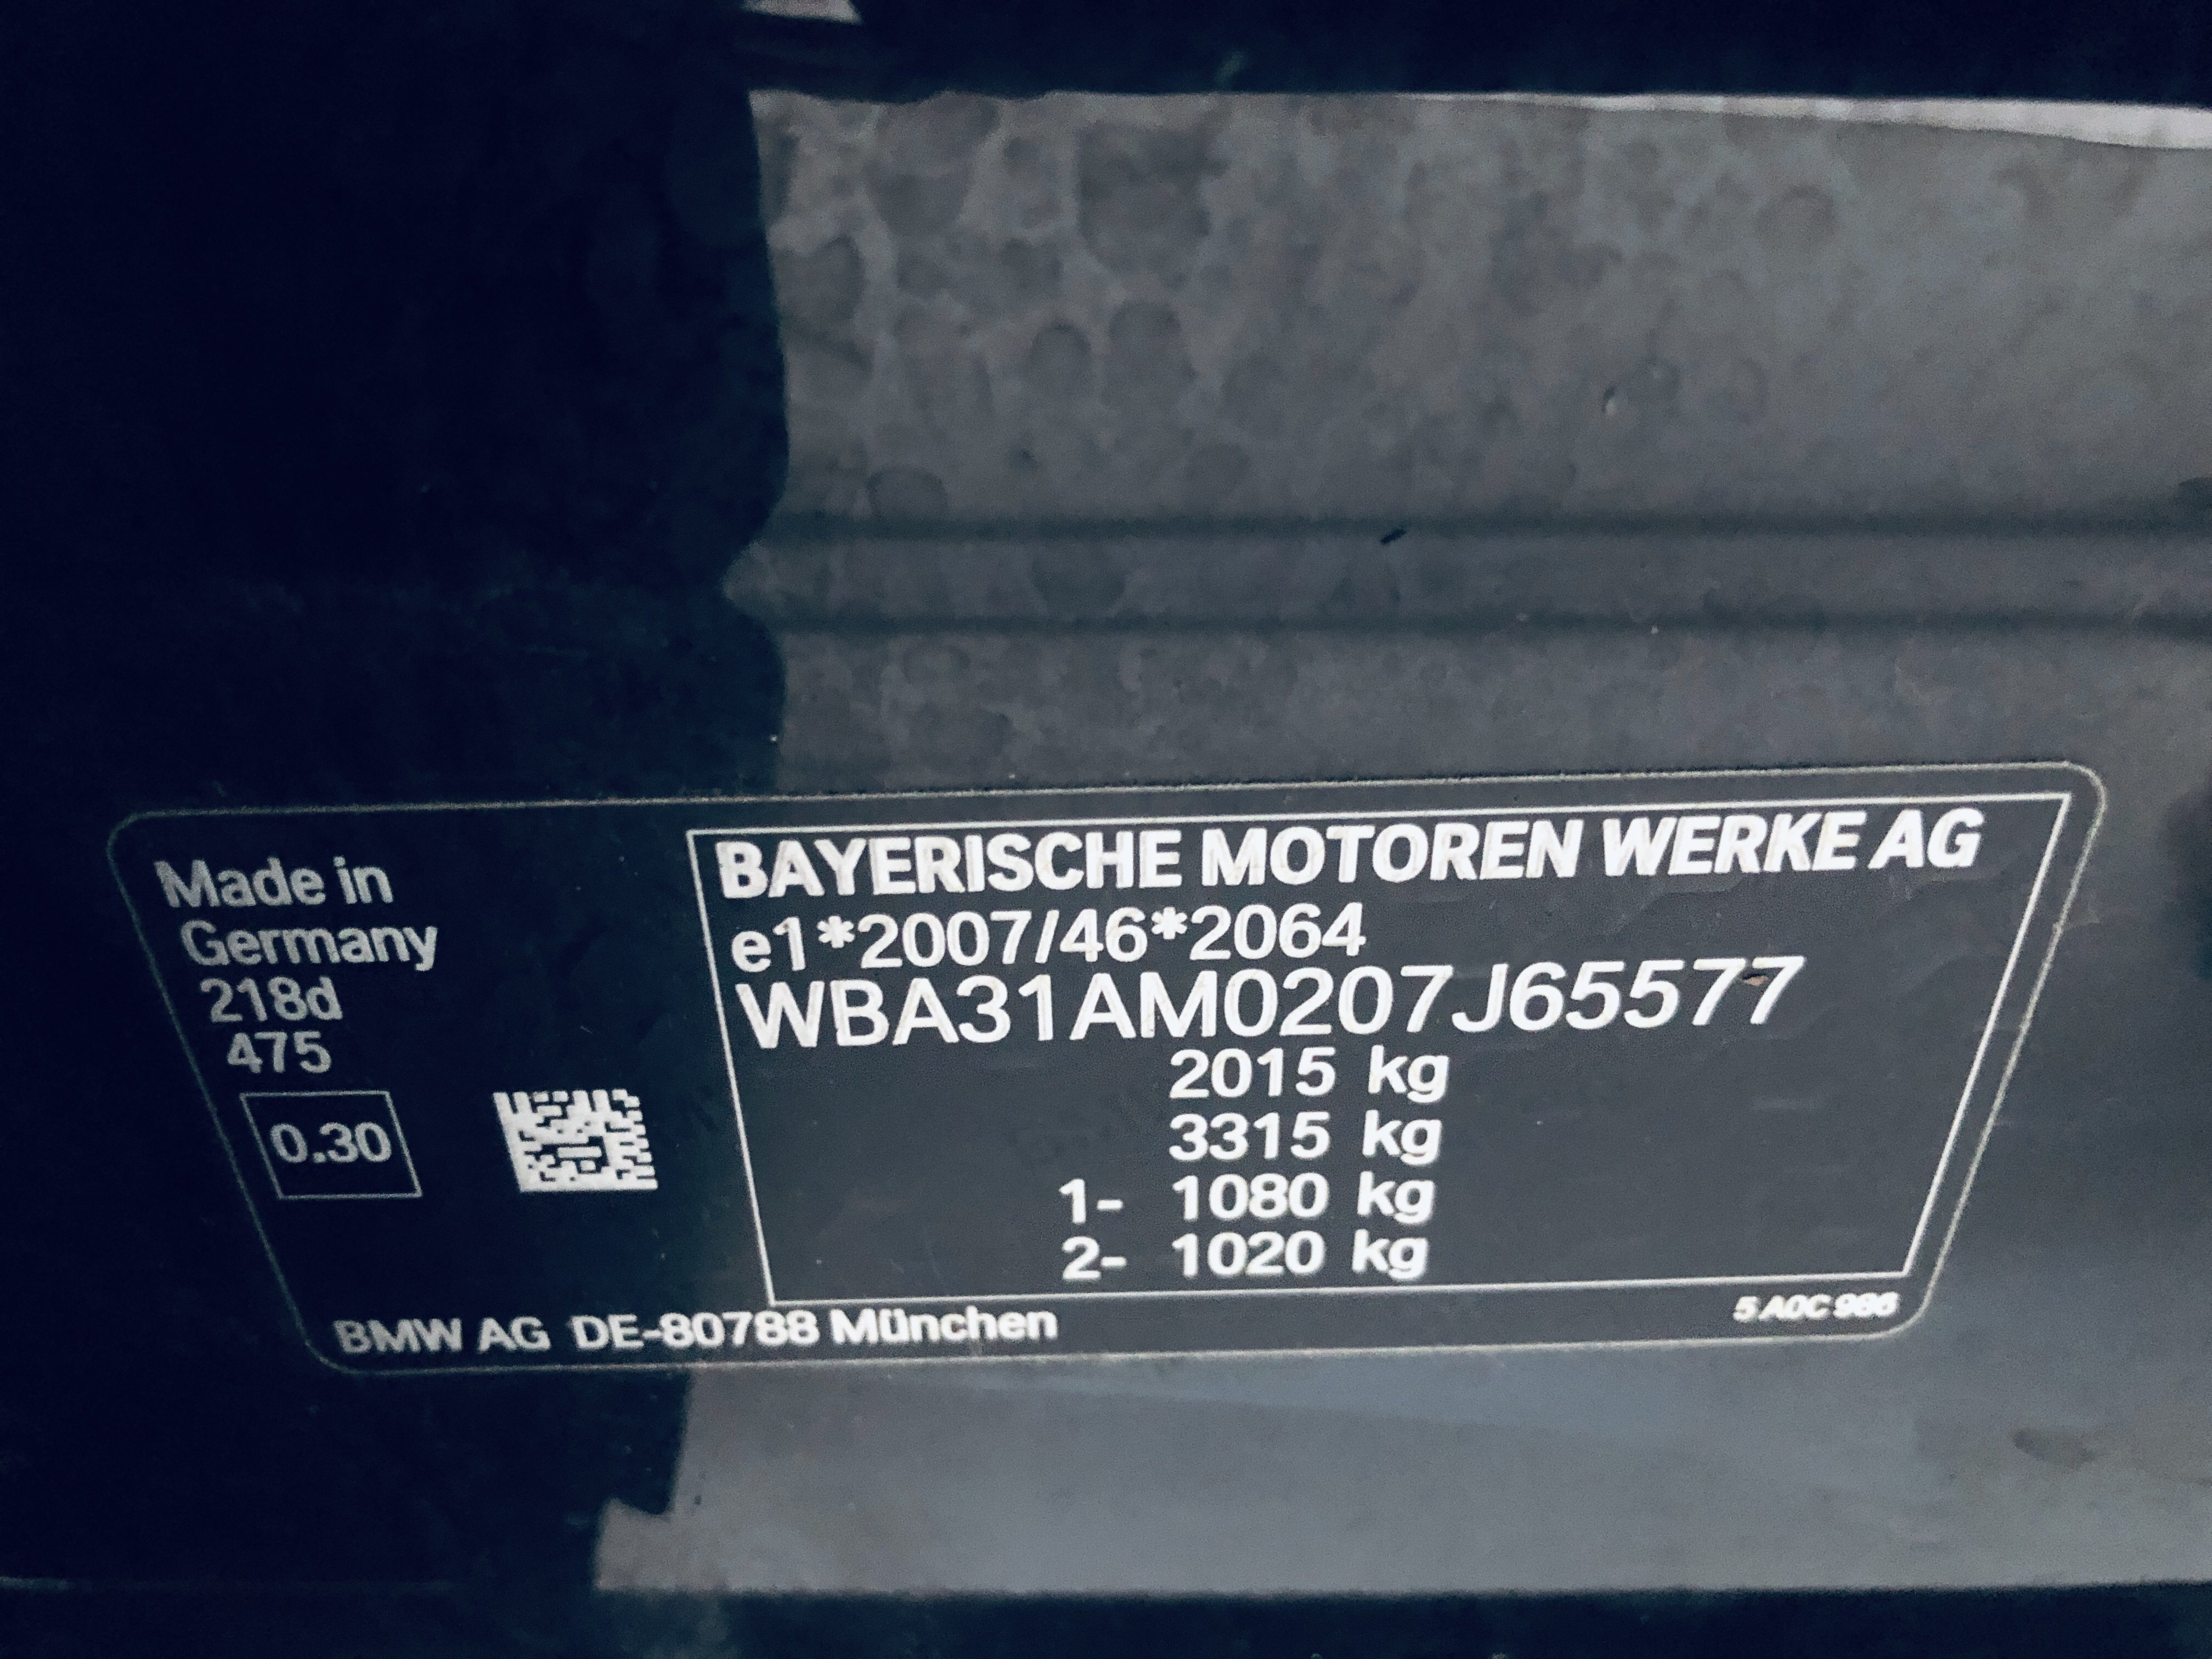 Made in
Germany
218d
475
0.30
BAYERISCHE MOTOREN WERKE AG
e1*2007/46*2064
WBA31AM0207J65577
2015 kg
3315 kg
1- 1080 kg
2- 1020 kg
BMW AG DE-80788 München
5 A0C 986